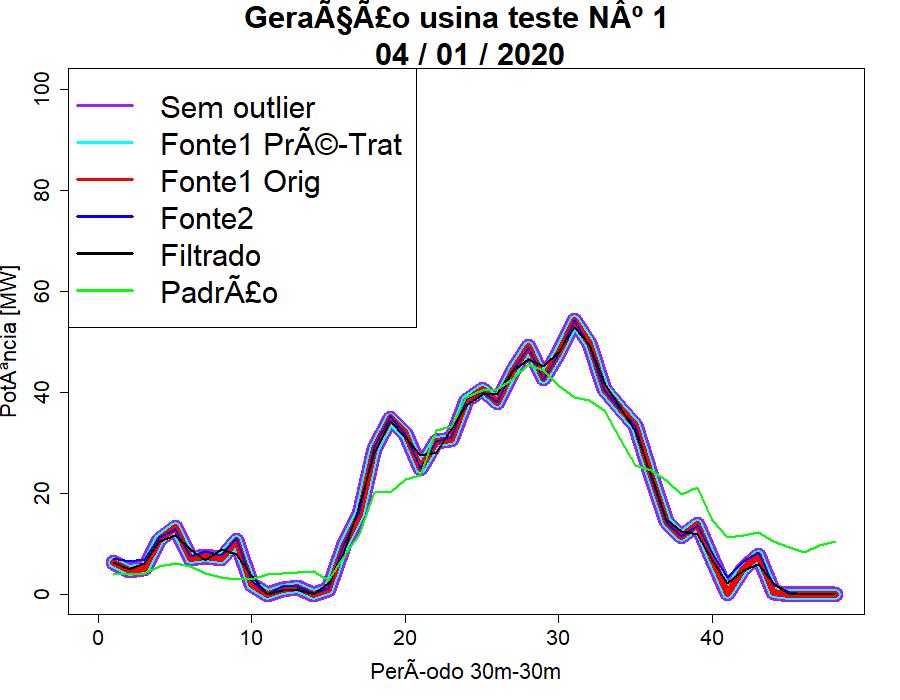 GeraÃ§Ã£o usina teste NÂº 1
04 / 01 / 2020
Sem outlier
Fonte1 PrÃ©-Trat
Fonte1 Orig
Fonte2
Filtrado
PadrÃ£o
PotÃªncia [MW]
100
80
60
40
20
0
0
10
20
30
40
PerÃ-odo 30m-30m